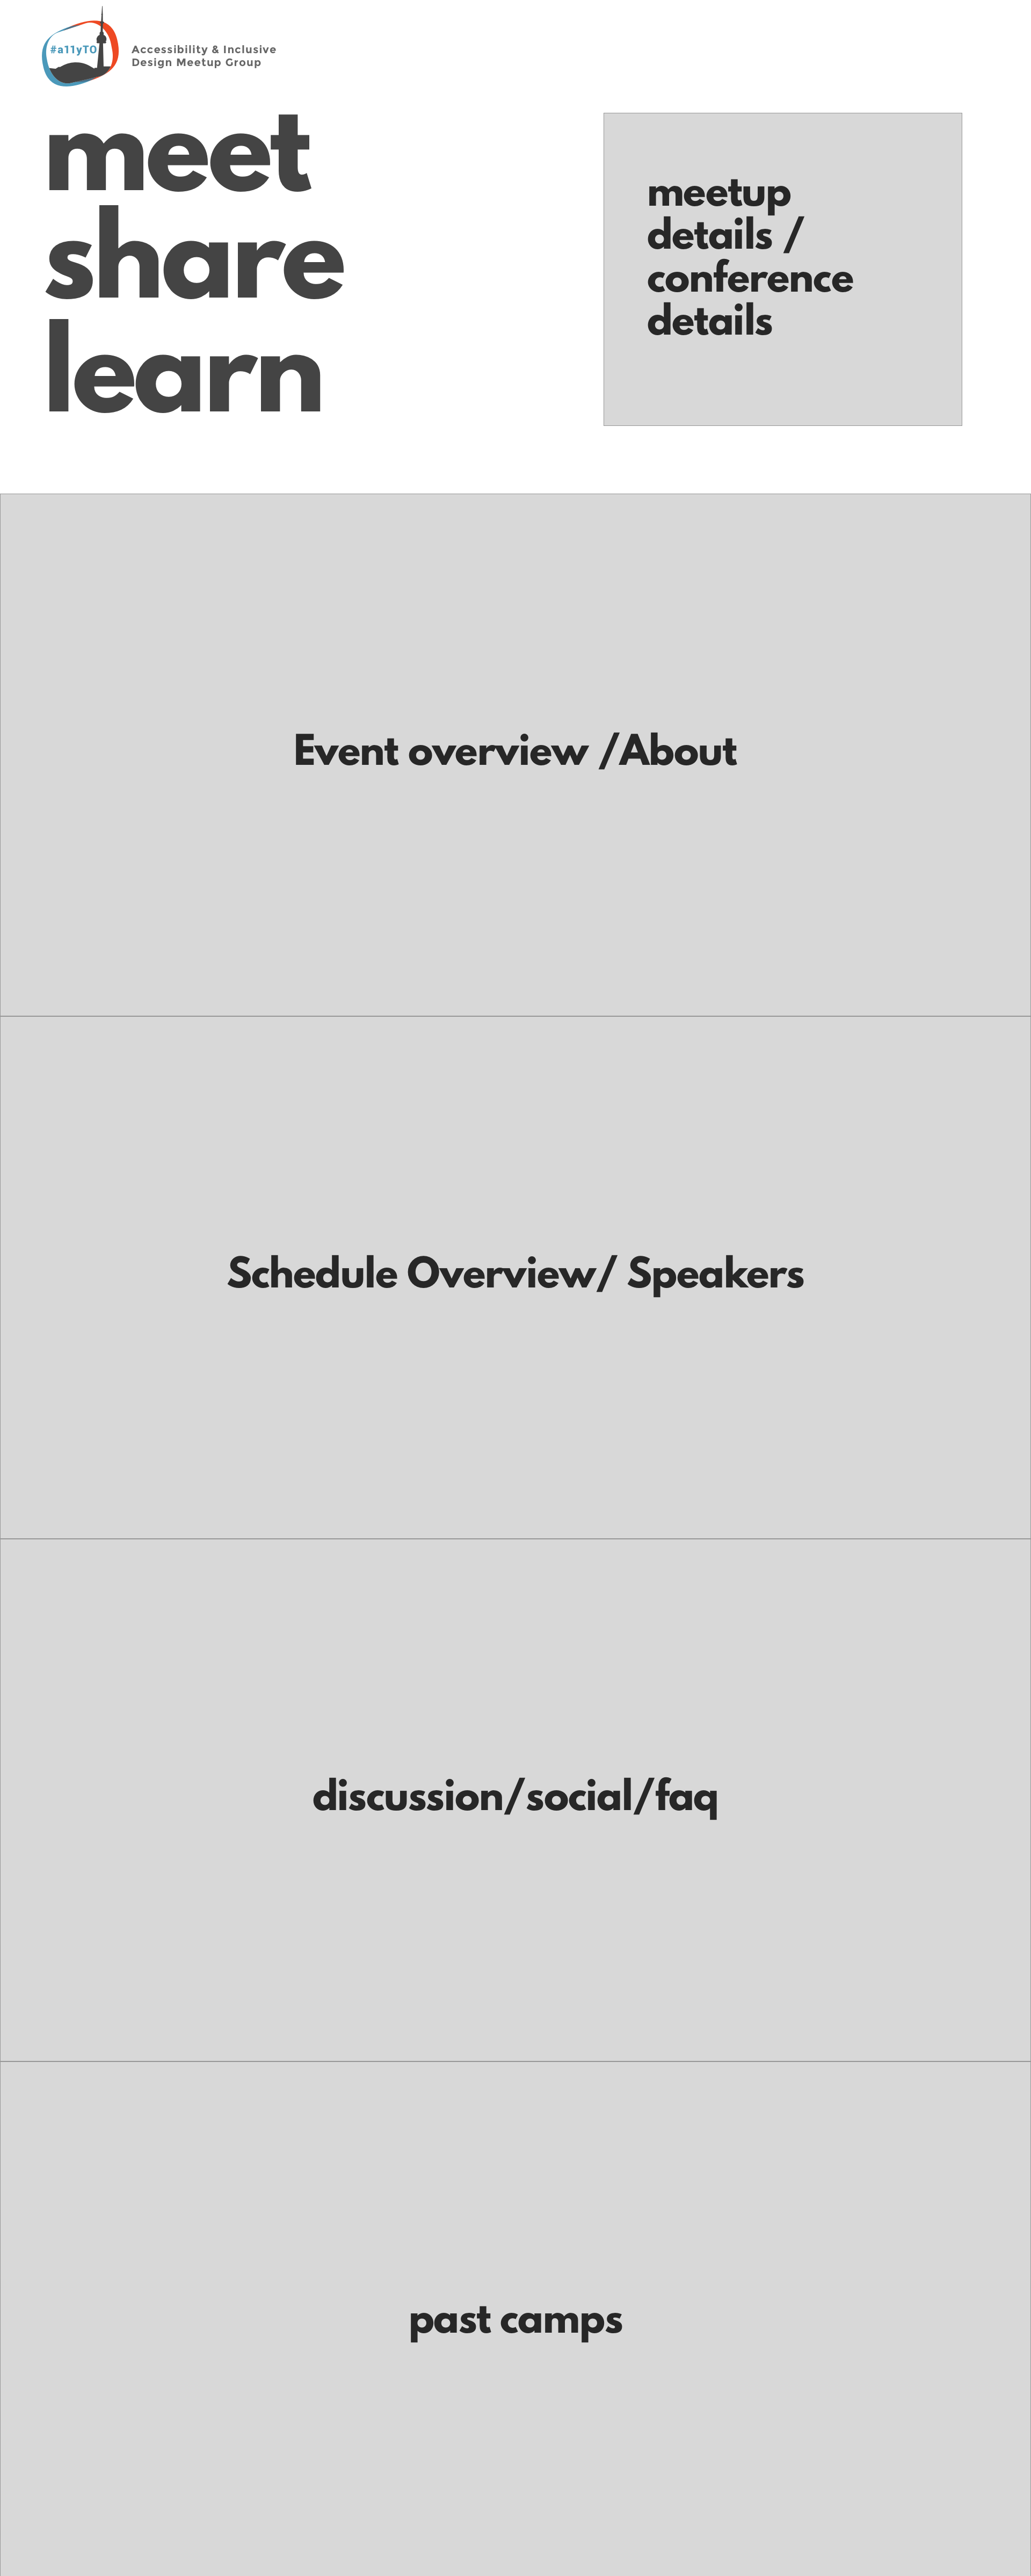 #a11yTO
Accessibility & Inclusive
Design Meetup Group
meet
share
learn
meetup
details /
conference
details
Event overview /About
Schedule Overview/ Speakers
discussion/social/faq
past camps